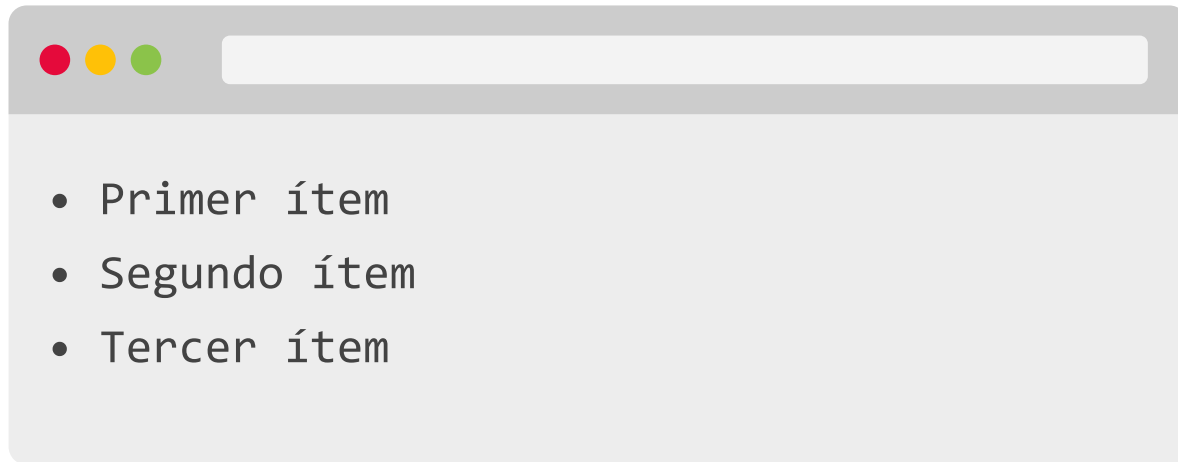 • Primer ítem
• Segundo ítem
• Tercer ítem